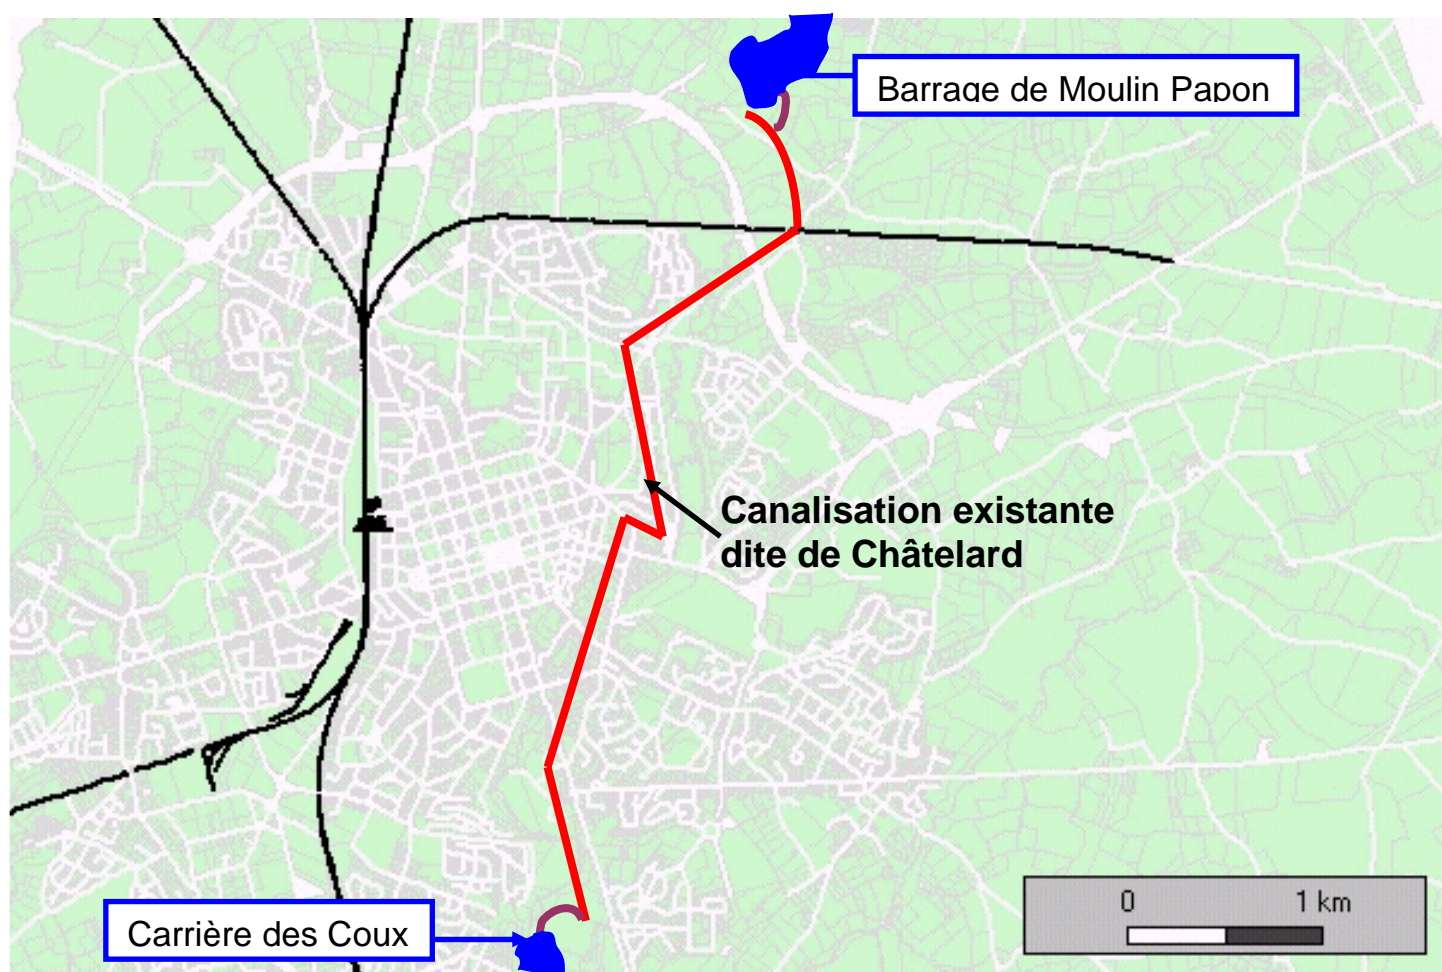 Barrage de Moulin Papon
Canalisation existante
dite de Châtelard
Carrière des Coux
0 1 km